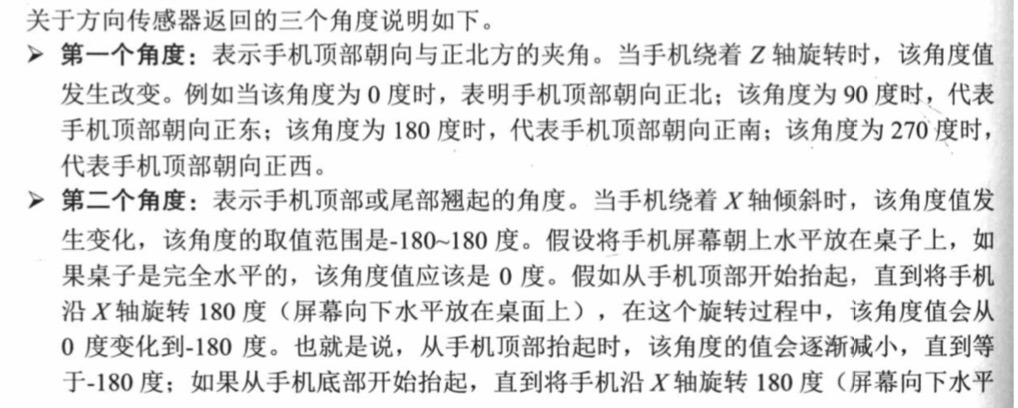 关于方向传感器返回的三个角度说明如下。
➤ 第一个角度：表示手机顶部朝向与正北方的夹角。当手机绕着 Z 轴旋转时，该角度值
发生改变。例如当该角度为 0 度时，表明手机顶部朝向正北；该角度为 90 度时，代表
手机顶部朝向正东；该角度为 180 度时，代表手机顶部朝向正南；该角度为 270 度时，
代表手机顶部朝向正西。
➤ 第二个角度：表示手机顶部或尾部翘起的角度。当手机绕着 X 轴倾斜时，该角度值发
生变化，该角度的取值范围是-180~180 度。假设将手机屏幕朝上水平放在桌子上，如
果桌子是完全水平的，该角度值应该是 0 度。假如从手机顶部开始抬起，直到将手机
沿 X 轴旋转 180 度（屏幕向下水平放在桌面上），在这个旋转过程中，该角度值会从
0 度变化到-180 度。也就是说，从手机顶部抬起时，该角度的值会逐渐减小，直到等
于-180 度；如果从手机底部开始抬起，直到将手机沿 X 轴旋转 180 度（屏幕向下水平